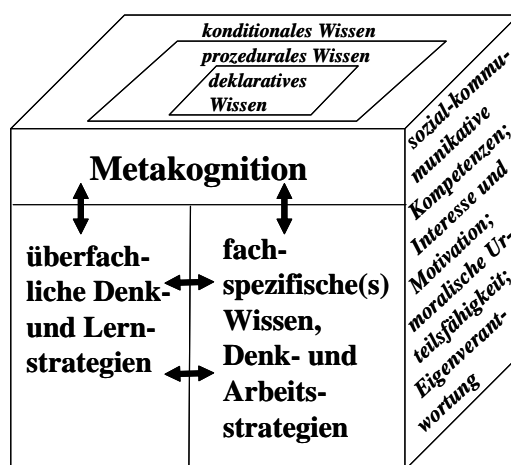 konditionales Wissen
prozedurales Wissen
deklaratives
Wissen
Metakognition
überfach-
liche Denk-
und Lern-
strategien
fach-
spezifische(s)
Wissen,
Denk- und
Arbeits-
strategien
sozial-kommu-
munikative
Kompetenzen;
Interesse und
Motivation;
moralische Ur-
teilsfähigkeit;
Eigenverant-
wortung